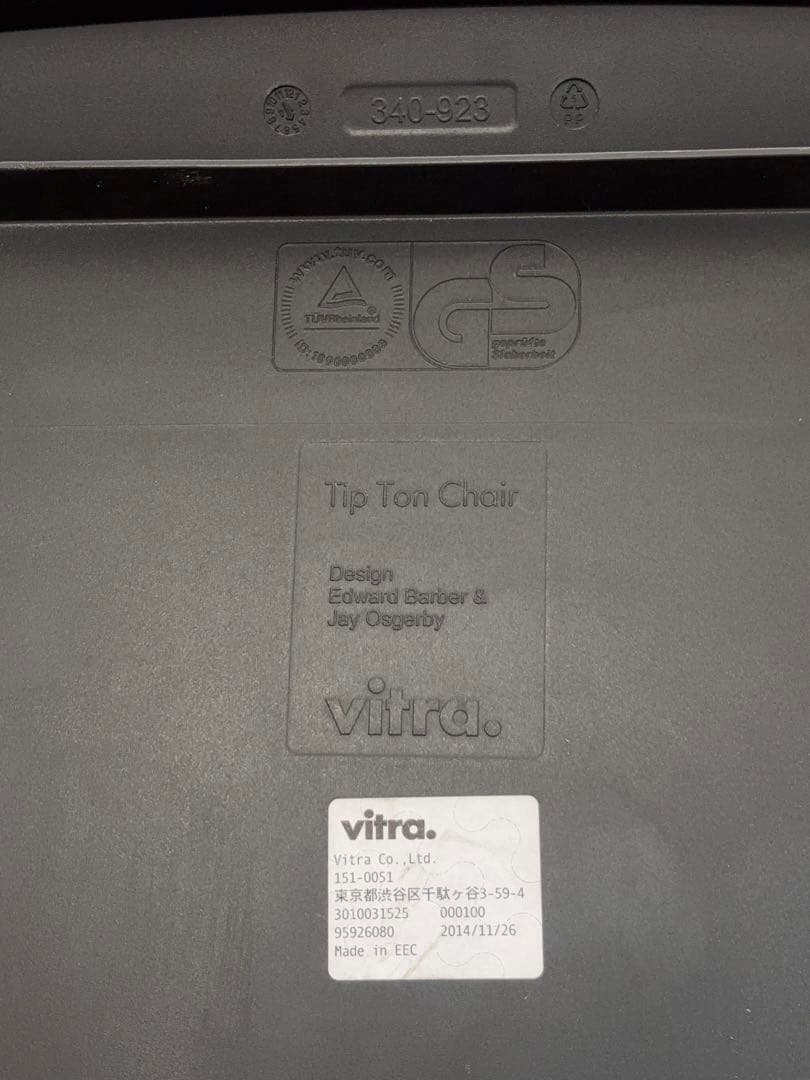 340-923
5
PP
www.tuv.com
TÜVRheinland
®
GS
geprüfte
Sicherheit
Tip Ton Chair
Design
Edward Barber &
Jay Osgerby
vitra.
vitra.
Vitra Co.,Ltd.
151-0051
東京都渋谷区千駄ヶ谷3-59-4
3010031525 000100
95926080 2014/11/26
Made in EEC